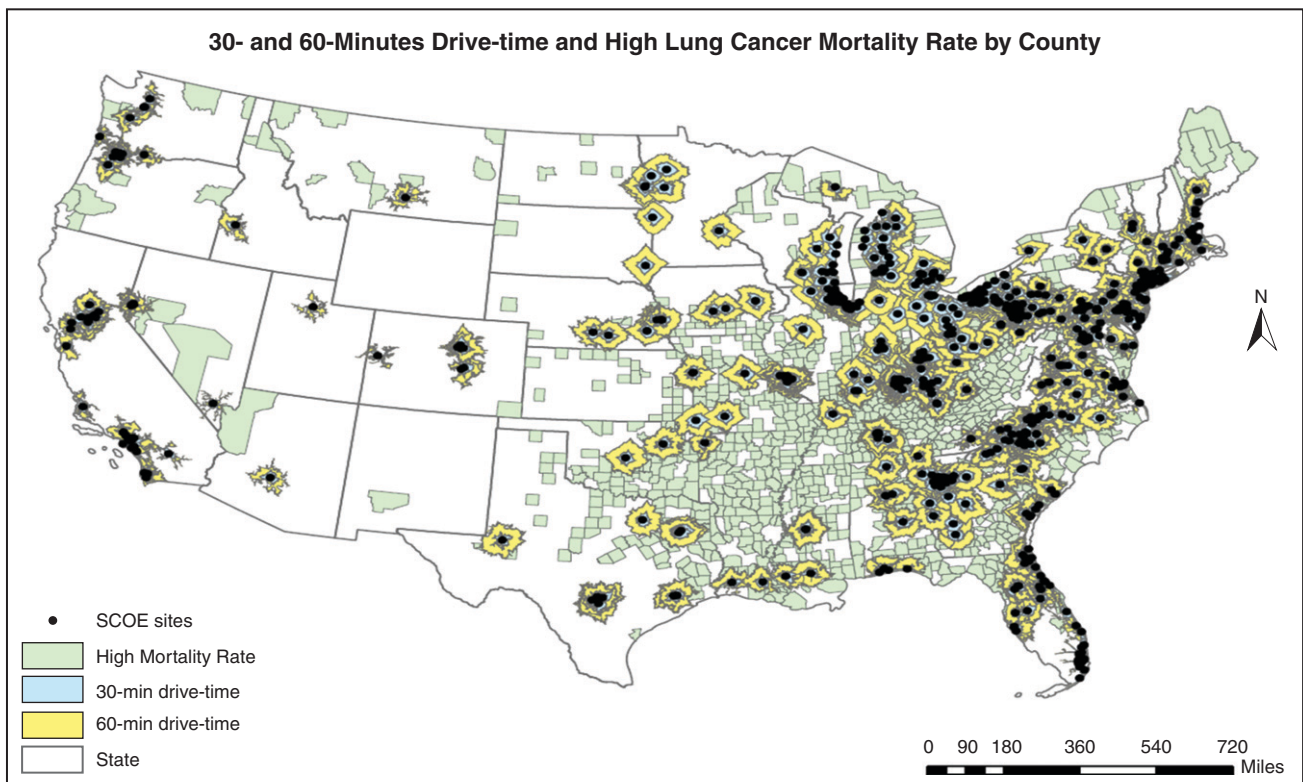 30- and 60-Minutes Drive-time and High Lung Cancer Mortality Rate by County
N
SCOE sites
High Mortality Rate
30-min drive-time
60-min drive-time
State
0 90 180 360 540 720
Miles